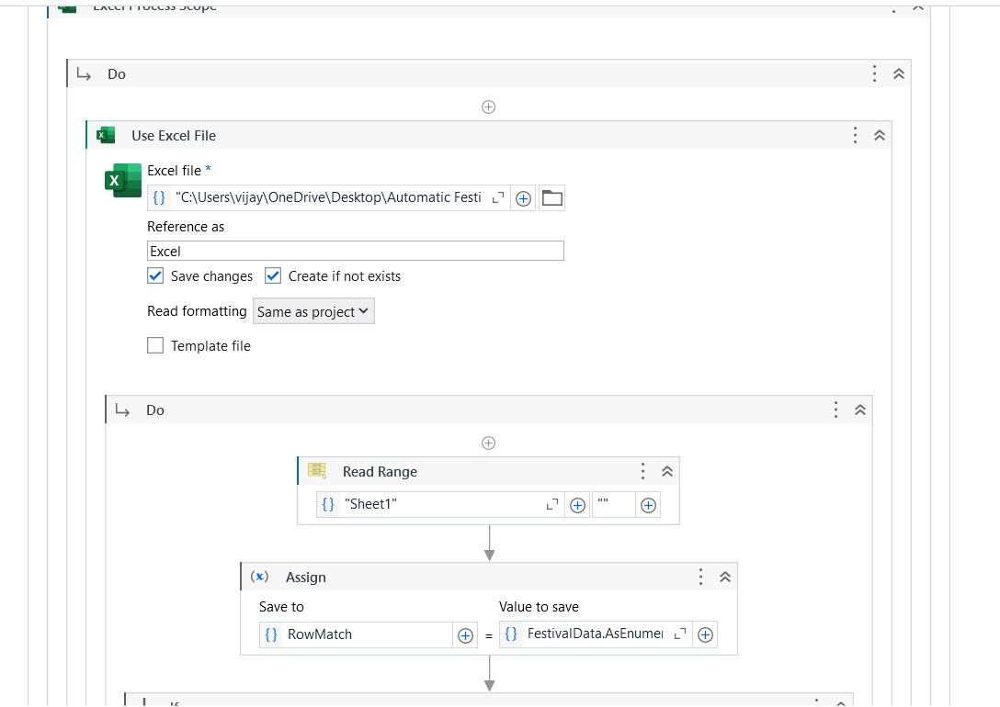 Excel Process Scope
Do
Use Excel File
Excel file *
{} "C:\Users\vijay\OneDrive\Desktop\Automatic Festi
Reference as
Excel
Save changes Create if not exists
Read formatting Same as project
Template file
Do
Read Range
{} "Sheet1" ""
(x) Assign
Save to Value to save
{} RowMatch = {} FestivalData.AsEnumer
If